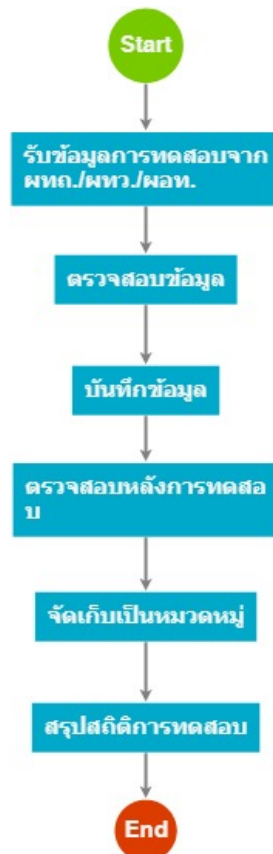 Start
รับข้อมูลการทดสอบจาก
ผทถ./ผทว./ผอท.
ตรวจสอบข้อมูล
บันทึกข้อมูล
ตรวจสอบหลังการทดสอ
บ
จัดเก็บเป็นหมวดหมู่
สรุปสถิติการทดสอบ
End